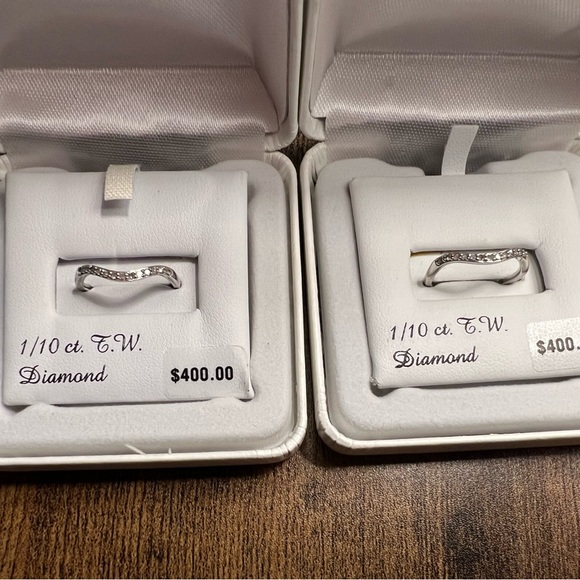 1/10 ct. T.W.
Diamond
$400.00
1/10 ct. T.W.
Diamond
$400.